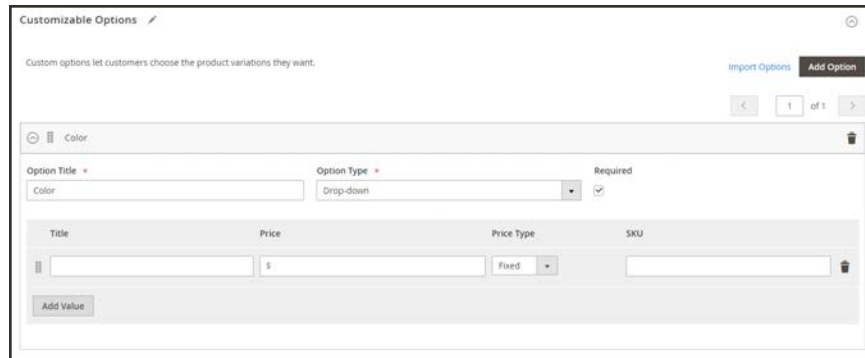 Customizable Options
Custom options let customers choose the product variations they want.
Import Options Add Option
1 of 1
Color
Option Title * Option Type * Required
Color Drop-down
Title Price Price Type SKU
$ Fixed
Add Value